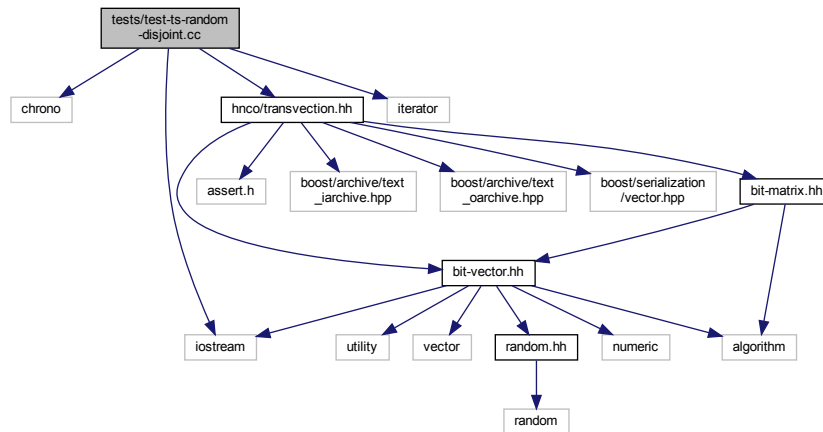 tests/test-ts-random
-disjoint.cc
chrono
hnco/transvection.hh
iterator
assert.h
boost/archive/text
_iarchive.hpp
boost/archive/text
_oarchive.hpp
boost/serialization
/vector.hpp
bit-matrix.hh
bit-vector.hh
iostream
utility
vector
random.hh
numeric
algorithm
random